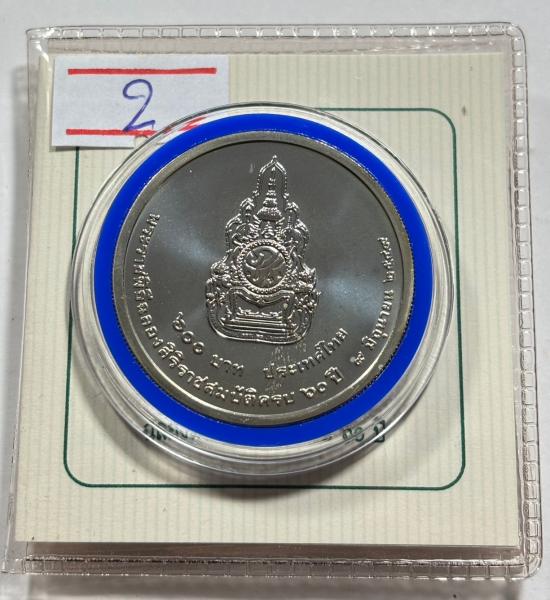 2
พระราชพิธีฉลองสิริราชสมบัติครบ ๖๐ ปี ๙ มิถุนายน ๒๕๔๙
๖๐๐ บาท ประเทศไทย
ปี